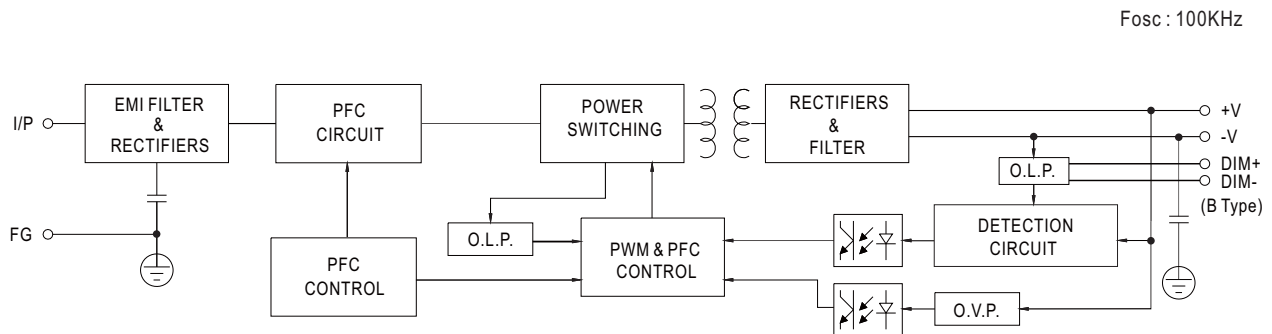 Fosc : 100KHz
I/P
EMI FILTER
&
RECTIFIERS
PFC
CIRCUIT
POWER
SWITCHING
RECTIFIERS
&
FILTER
+V
-V
DIM+
DIM-
(B Type)
O.L.P.
FG
O.L.P.
PFC
CONTROL
PWM & PFC
CONTROL
DETECTION
CIRCUIT
O.V.P.